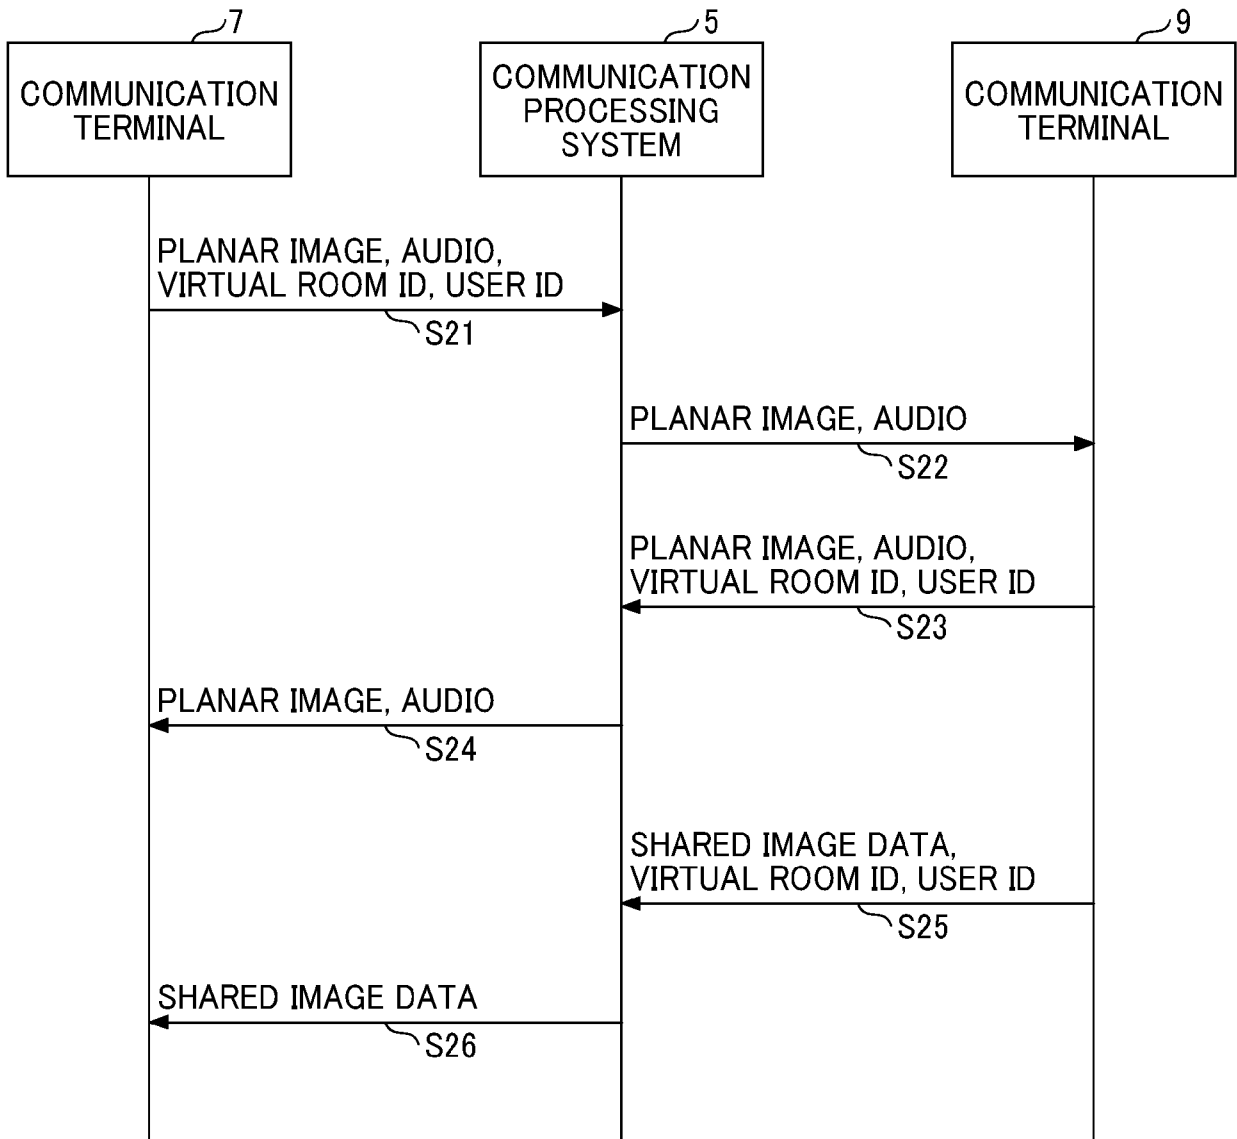 7
5
9
COMMUNICATION
TERMINAL
COMMUNICATION
PROCESSING
SYSTEM
COMMUNICATION
TERMINAL
PLANAR IMAGE, AUDIO,
VIRTUAL ROOM ID, USER ID
S21
PLANAR IMAGE, AUDIO
S22
PLANAR IMAGE, AUDIO,
VIRTUAL ROOM ID, USER ID
S23
PLANAR IMAGE, AUDIO
S24
SHARED IMAGE DATA,
VIRTUAL ROOM ID, USER ID
S25
SHARED IMAGE DATA
S26